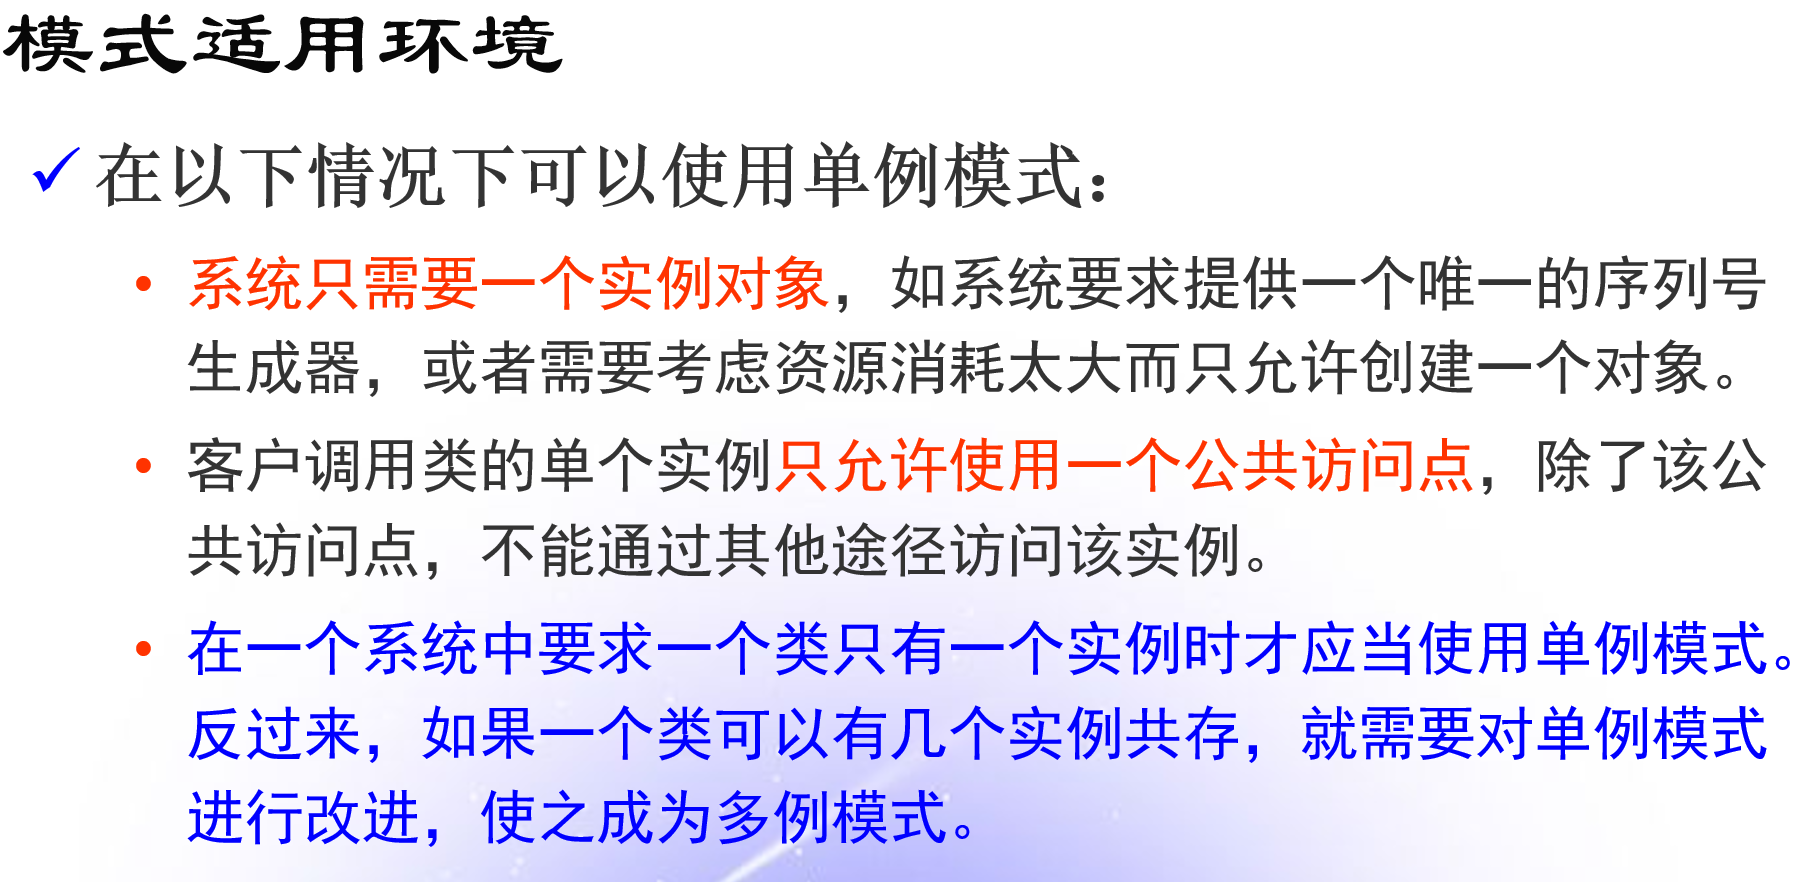 模式适用环境
✓在以下情况下可以使用单例模式：
• 系统只需要一个实例对象，如系统要求提供一个唯一的序列号
生成器，或者需要考虑资源消耗太大而只允许创建一个对象。
• 客户调用类的单个实例只允许使用一个公共访问点，除了该公
共访问点，不能通过其他途径访问该实例。
• 在一个系统中要求一个类只有一个实例时才应当使用单例模式。
反过来，如果一个类可以有几个实例共存，就需要对单例模式
进行改进，使之成为多例模式。